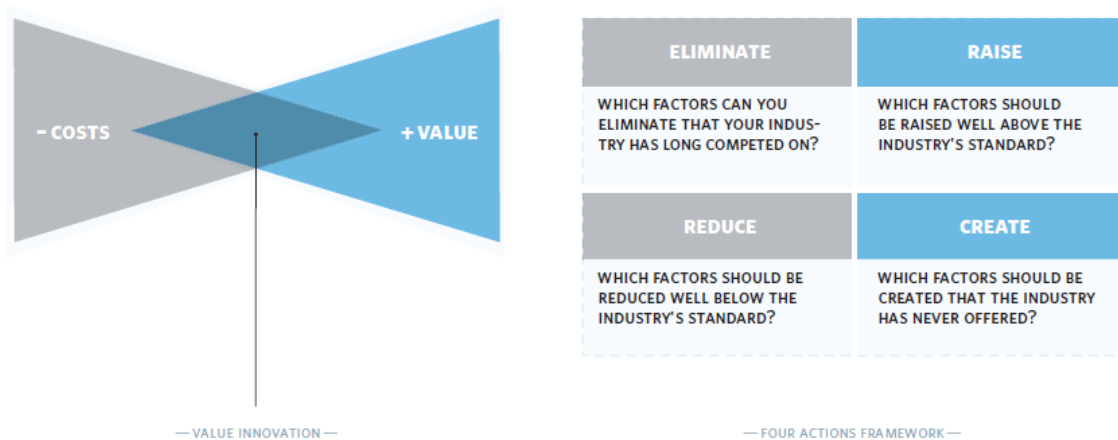 – COSTS
+ VALUE
— VALUE INNOVATION —
ELIMINATE
WHICH FACTORS CAN YOU
ELIMINATE THAT YOUR INDUS-
TRY HAS LONG COMPETED ON?
RAISE
WHICH FACTORS SHOULD
BE RAISED WELL ABOVE THE
INDUSTRY'S STANDARD?
REDUCE
WHICH FACTORS SHOULD BE
REDUCED WELL BELOW THE
INDUSTRY'S STANDARD?
CREATE
WHICH FACTORS SHOULD BE
CREATED THAT THE INDUSTRY
HAS NEVER OFFERED?
— FOUR ACTIONS FRAMEWORK —